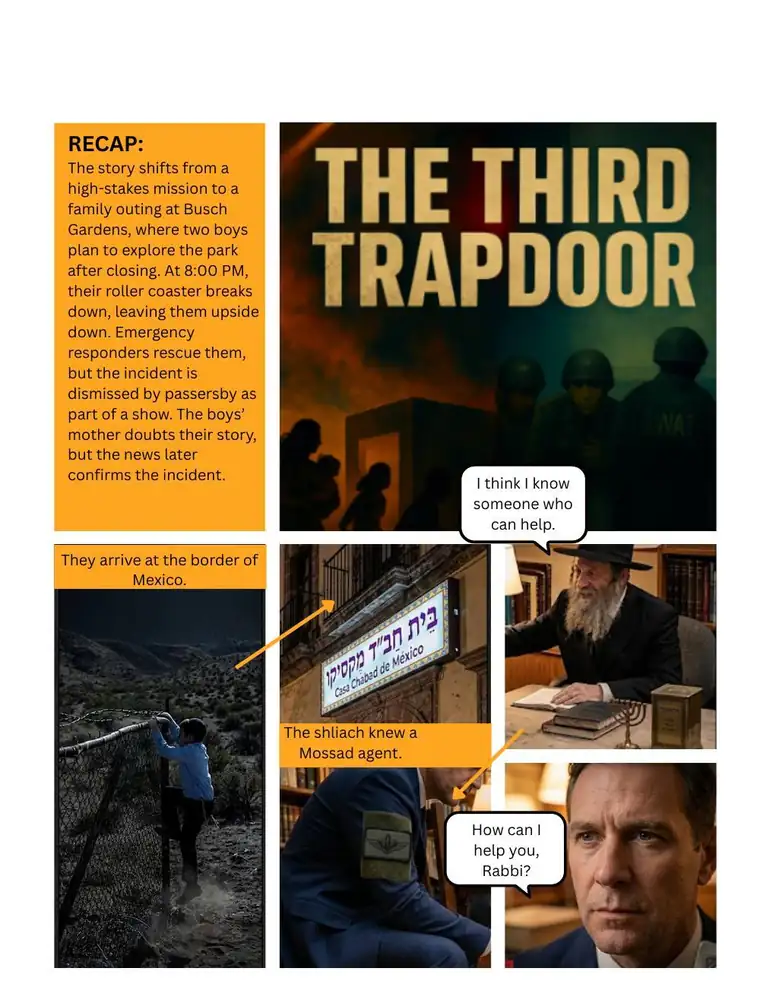 RECAP:
The story shifts from a
high-stakes mission to a
family outing at Busch
Gardens, where two boys
plan to explore the park
after closing. At 8:00 PM,
their roller coaster breaks
down, leaving them upside
down. Emergency
responders rescue them,
but the incident is
dismissed by passersby as
part of a show. The boys'
mother doubts their story,
but the news later
confirms the incident.
THE THIRD
TRAPDOOR
I think I know
someone who
can help.
They arrive at the border of
Mexico.
בֵּית חַבָּ"ד מֶקסִיקוֹ
Casa Chabad de México
The shliach knew a
Mossad agent.
How can I
help you,
Rabbi?